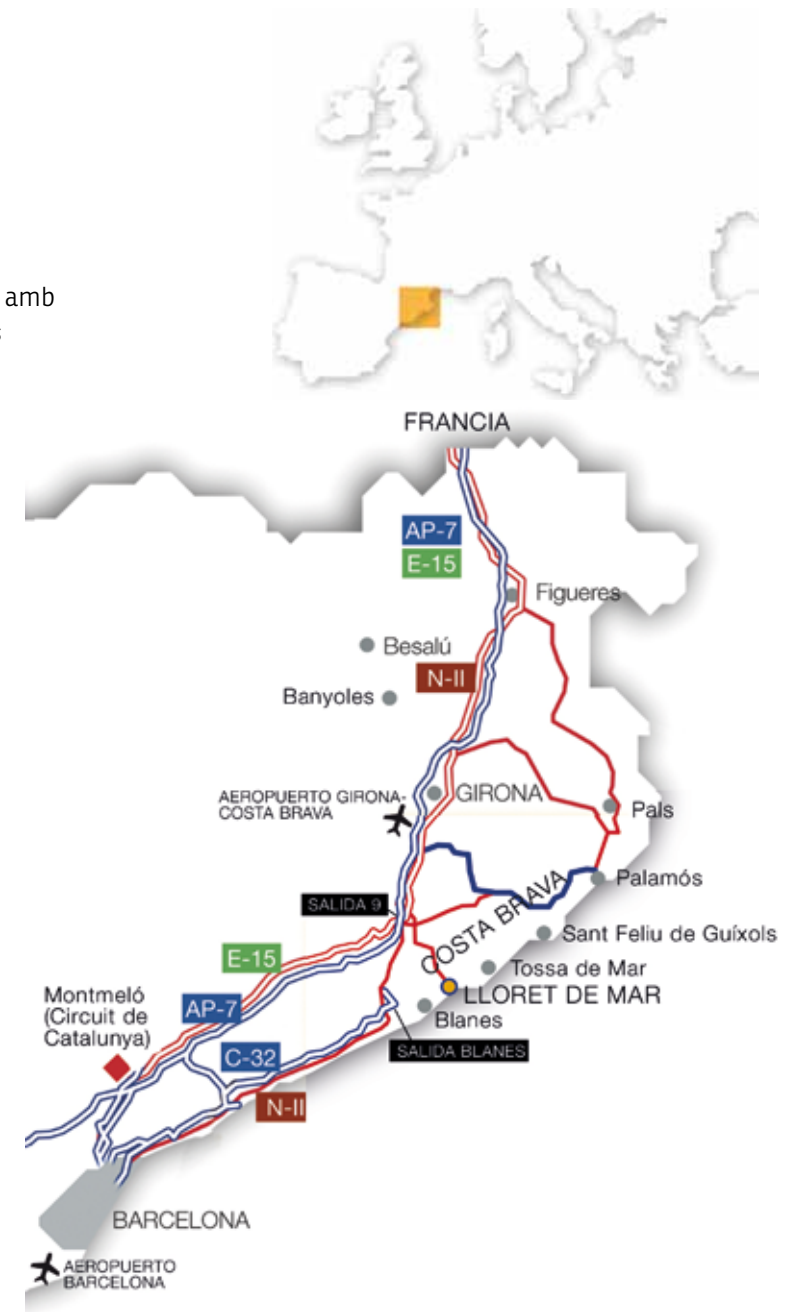 amb
s
FRANCIA
AP-7
E-15
Figueres
Besalú
N-II
Banyoles
AEROPUERTO GIRONA-
COSTA BRAVA
GIRONA
Pals
Palamós
SALIDA 9
COSTA BRAVA
Sant Feliu de Guíxols
E-15
Tossa de Mar
Montmeló
(Circuit de
Catalunya)
AP-7
LLORET DE MAR
Blanes
C-32
SALIDA BLANES
N-II
BARCELONA
AEROPUERTO
BARCELONA